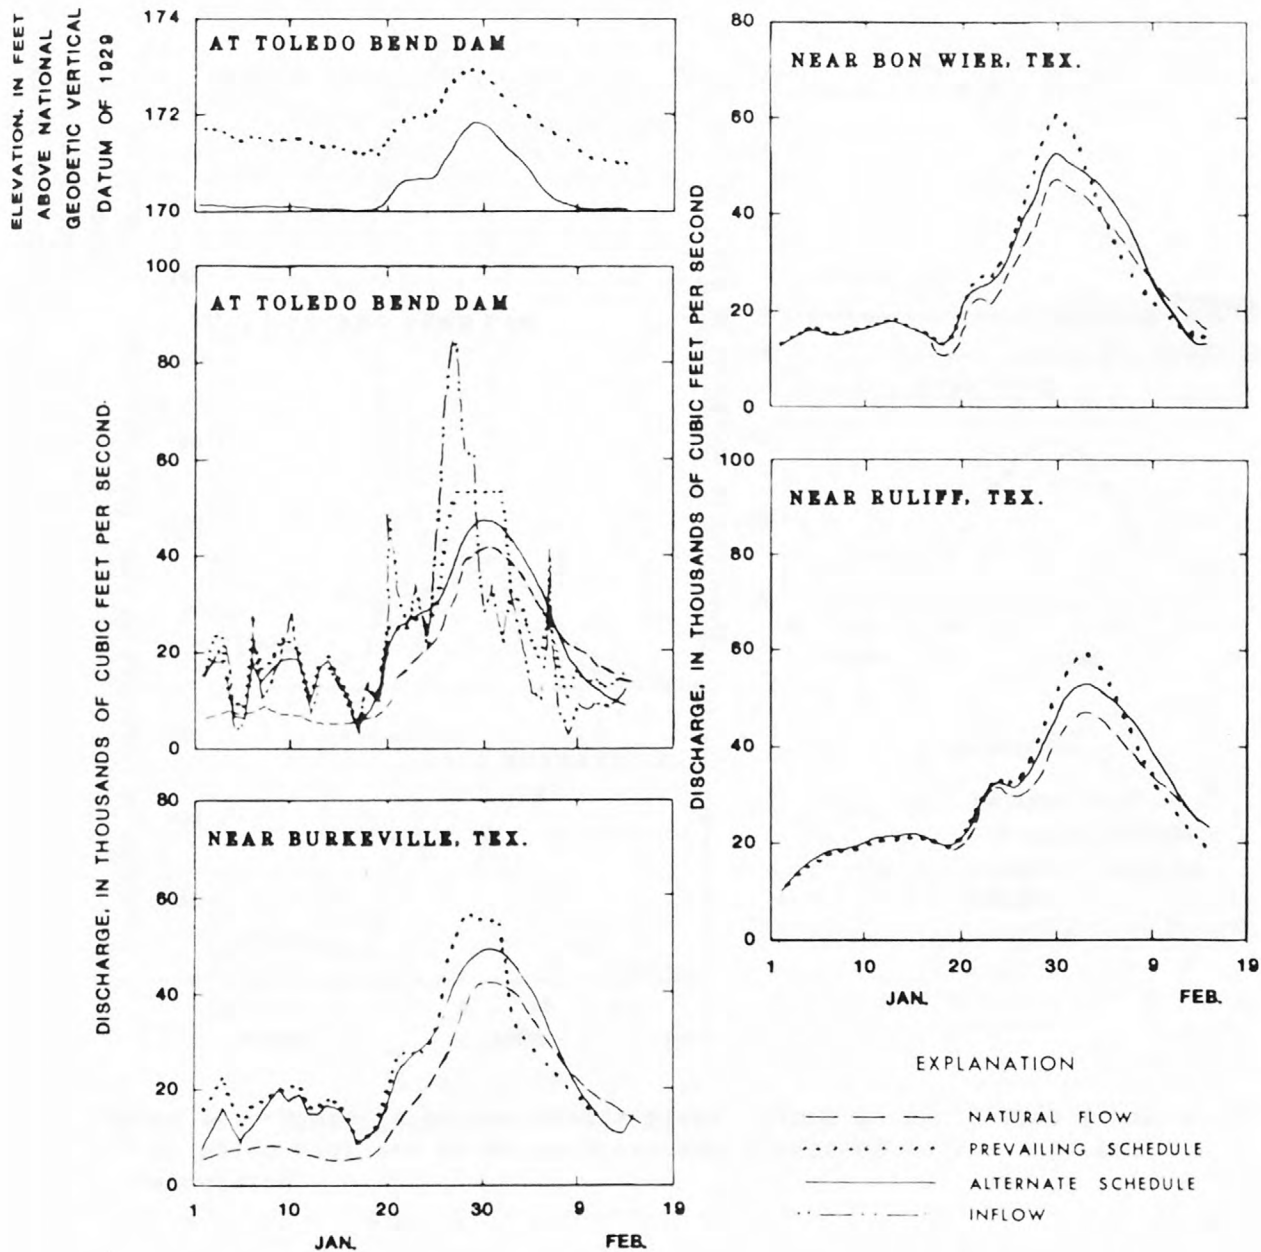 ELEVATION, IN FEET
ABOVE NATIONAL
GEODETIC VERTICAL
DATUM OF 1929
174
172
170
AT TOLEDO BEND DAM
DISCHARGE, IN THOUSANDS OF CUBIC FEET PER SECOND
100
80
60
40
20
0
AT TOLEDO BEND DAM
80
60
40
20
0
NEAR BURKEVILLE, TEX.
1 10 20 30 9 19
JAN. FEB.
DISCHARGE, IN THOUSANDS OF CUBIC FEET PER SECOND
80
60
40
20
0
NEAR BON WIER, TEX.
100
80
60
40
20
0
NEAR RULIFF, TEX.
1 10 20 30 9 19
JAN. FEB.
EXPLANATION
NATURAL FLOW
PREVAILING SCHEDULE
ALTERNATE SCHEDULE
INFLOW